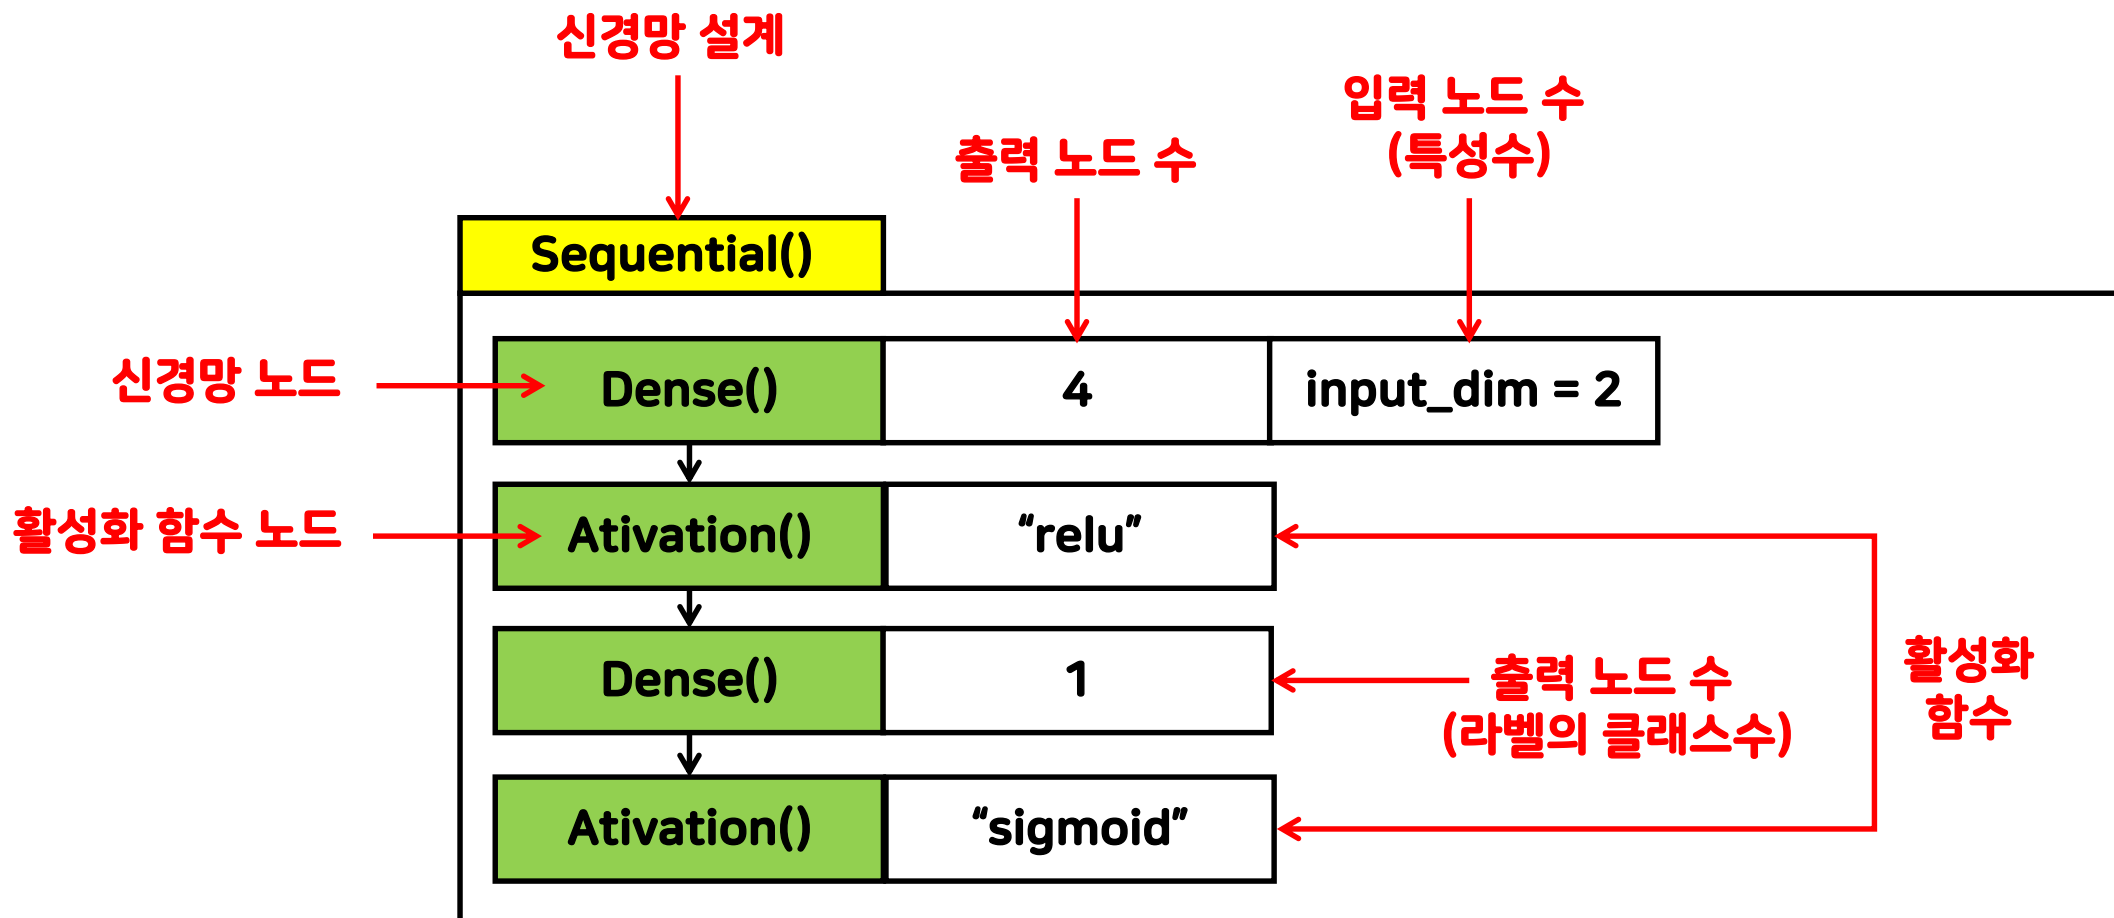 신경망 설계
입력 노드 수
(특성수)
출력 노드 수
Sequential()
신경망 노드
Dense()
4
input_dim = 2
활성화 함수 노드
Ativation()
“relu”
Dense()
1
출력 노드 수
(라벨의 클래스수)
활성화
함수
Ativation()
“sigmoid”